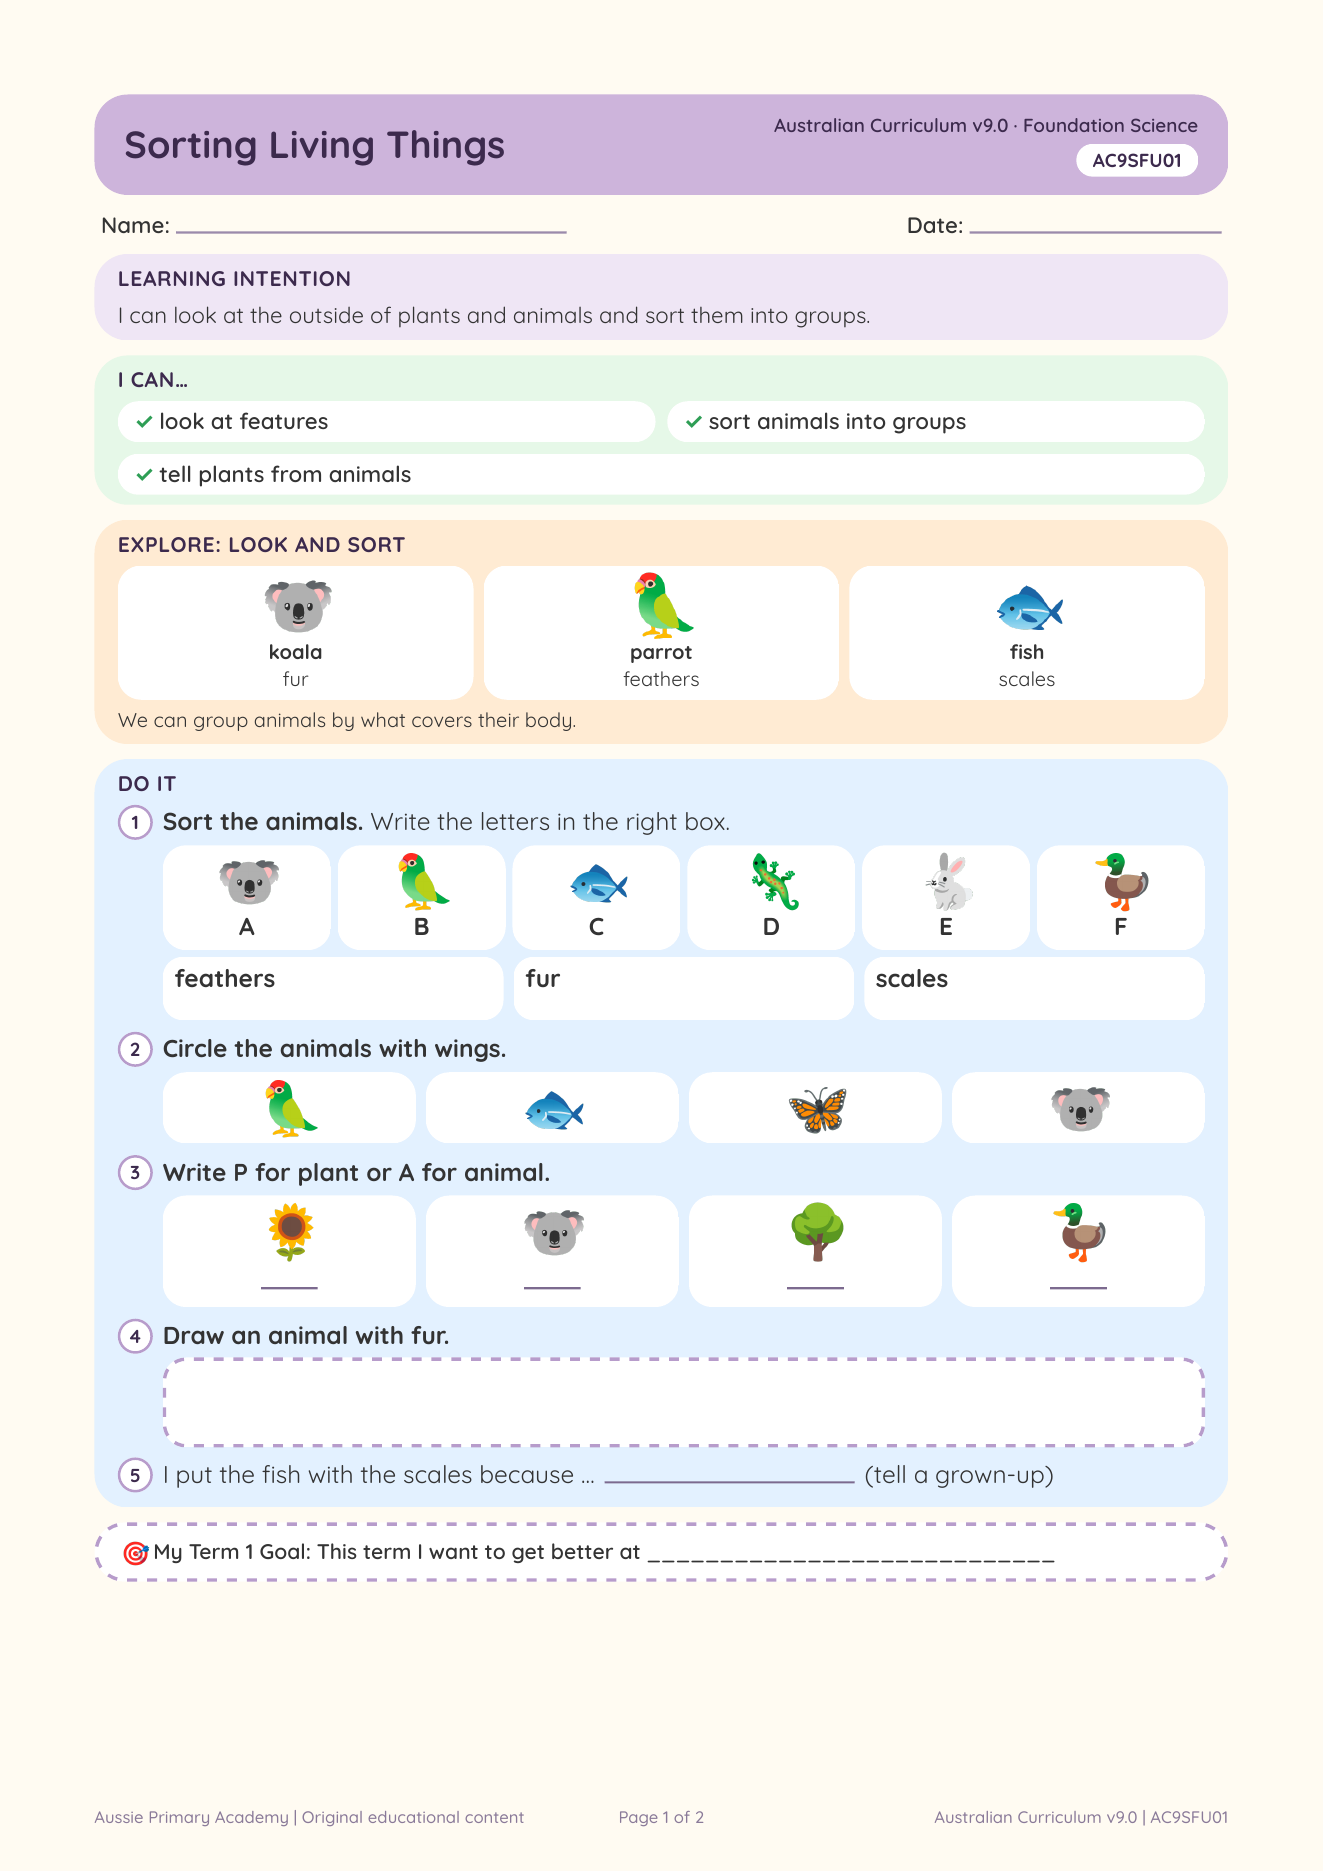 Sorting Living Things
Australian Curriculum v9.0 · Foundation Science
AC9SFU01
Name: ____________________ Date: ____________________
LEARNING INTENTION
I can look at the outside of plants and animals and sort them into groups.
I CAN…
✓ look at features
✓ sort animals into groups
✓ tell plants from animals
EXPLORE: LOOK AND SORT
koala
fur
parrot
feathers
fish
scales
We can group animals by what covers their body.
DO IT
1 Sort the animals. Write the letters in the right box.
A B C D E F
feathers fur scales
2 Circle the animals with wings.
3 Write P for plant or A for animal.
4 Draw an animal with fur.
5 I put the fish with the scales because ... ____________________ (tell a grown-up)
My Term 1 Goal: This term I want to get better at ____________________________
Aussie Primary Academy | Original educational content Page 1 of 2 Australian Curriculum v9.0 | AC9SFU01